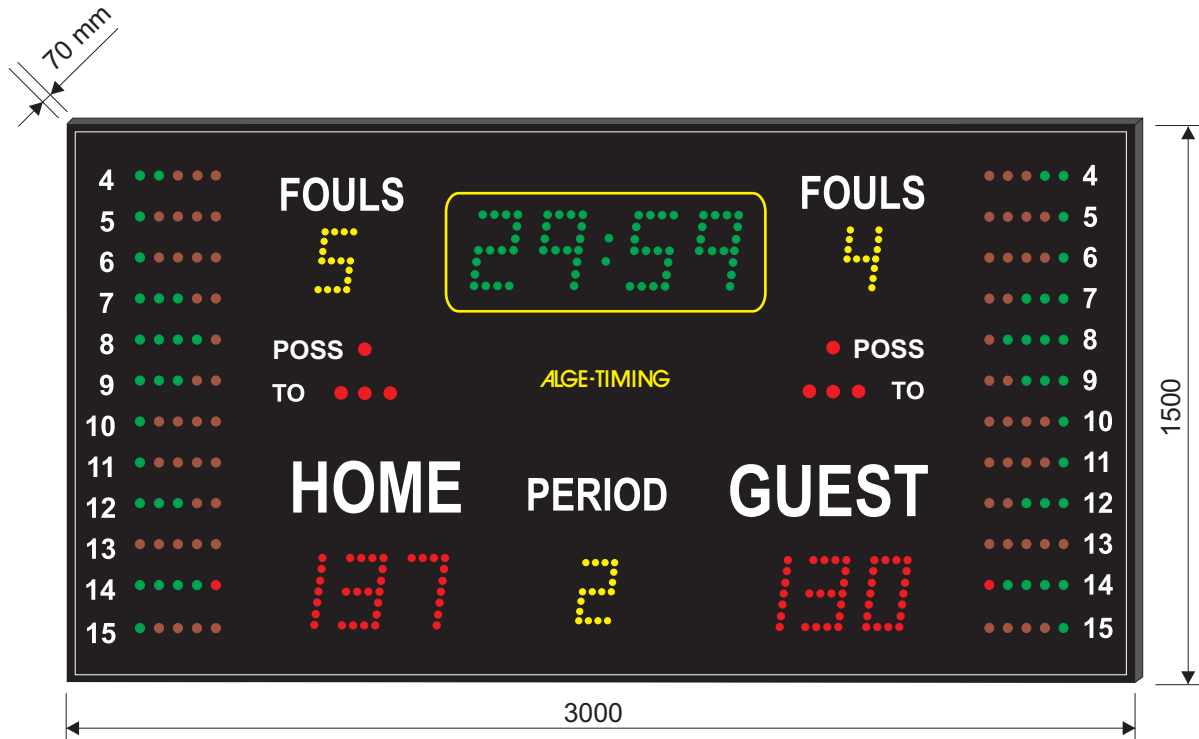 70 mm
4 FOULS 29:59 FOULS 4
5 5 4 5
6 6
7 7
8 POSS POSS 8
9 TO ALGE-TIMING TO 9
10 10
11 HOME PERIOD GUEST 11
12 12
13 13
14 137 2 130 14
15 15
1500
3000